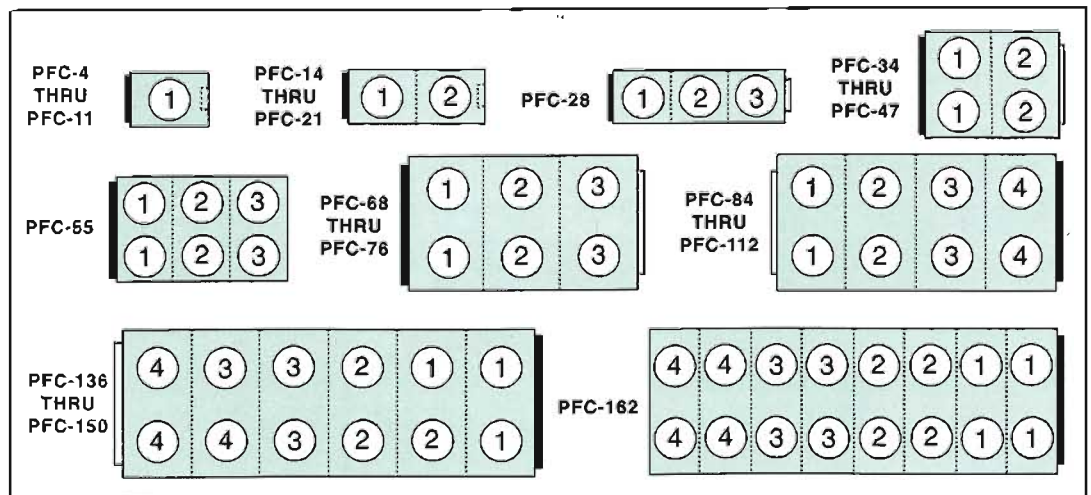 PFC-4
THRU
PFC-11
1
PFC-14
THRU
PFC-21
1 2
PFC-28
1 2 3
PFC-34
THRU
PFC-47
1 2
1 2
PFC-55
1 2 3
1 2 3
PFC-68
THRU
PFC-76
1 2 3
1 2 3
PFC-84
THRU
PFC-112
1 2 3 4
1 2 3 4
PFC-136
THRU
PFC-150
4 3 3 2 1 1
4 4 3 2 2 1
PFC-162
4 4 3 3 2 2 1 1
4 4 3 3 2 2 1 1